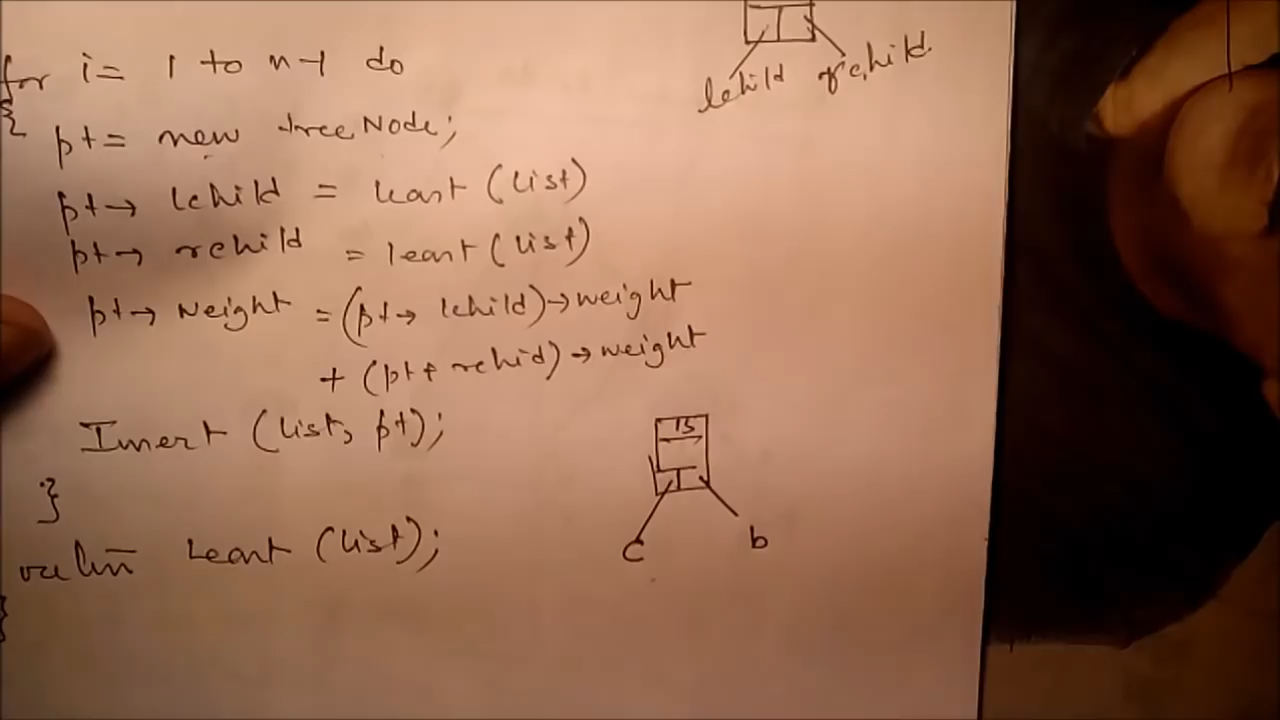 for i = 1 to n-1 do
{
pt = new treeNode;
pt → lchild = least (list)
pt → rchild = least (list)
pt → weight = (pt → lchild) → weight
+ (pt → rchid) → weight
Insert (list, pt);
}
return Least (list);
}
lchild rchild
15
c b